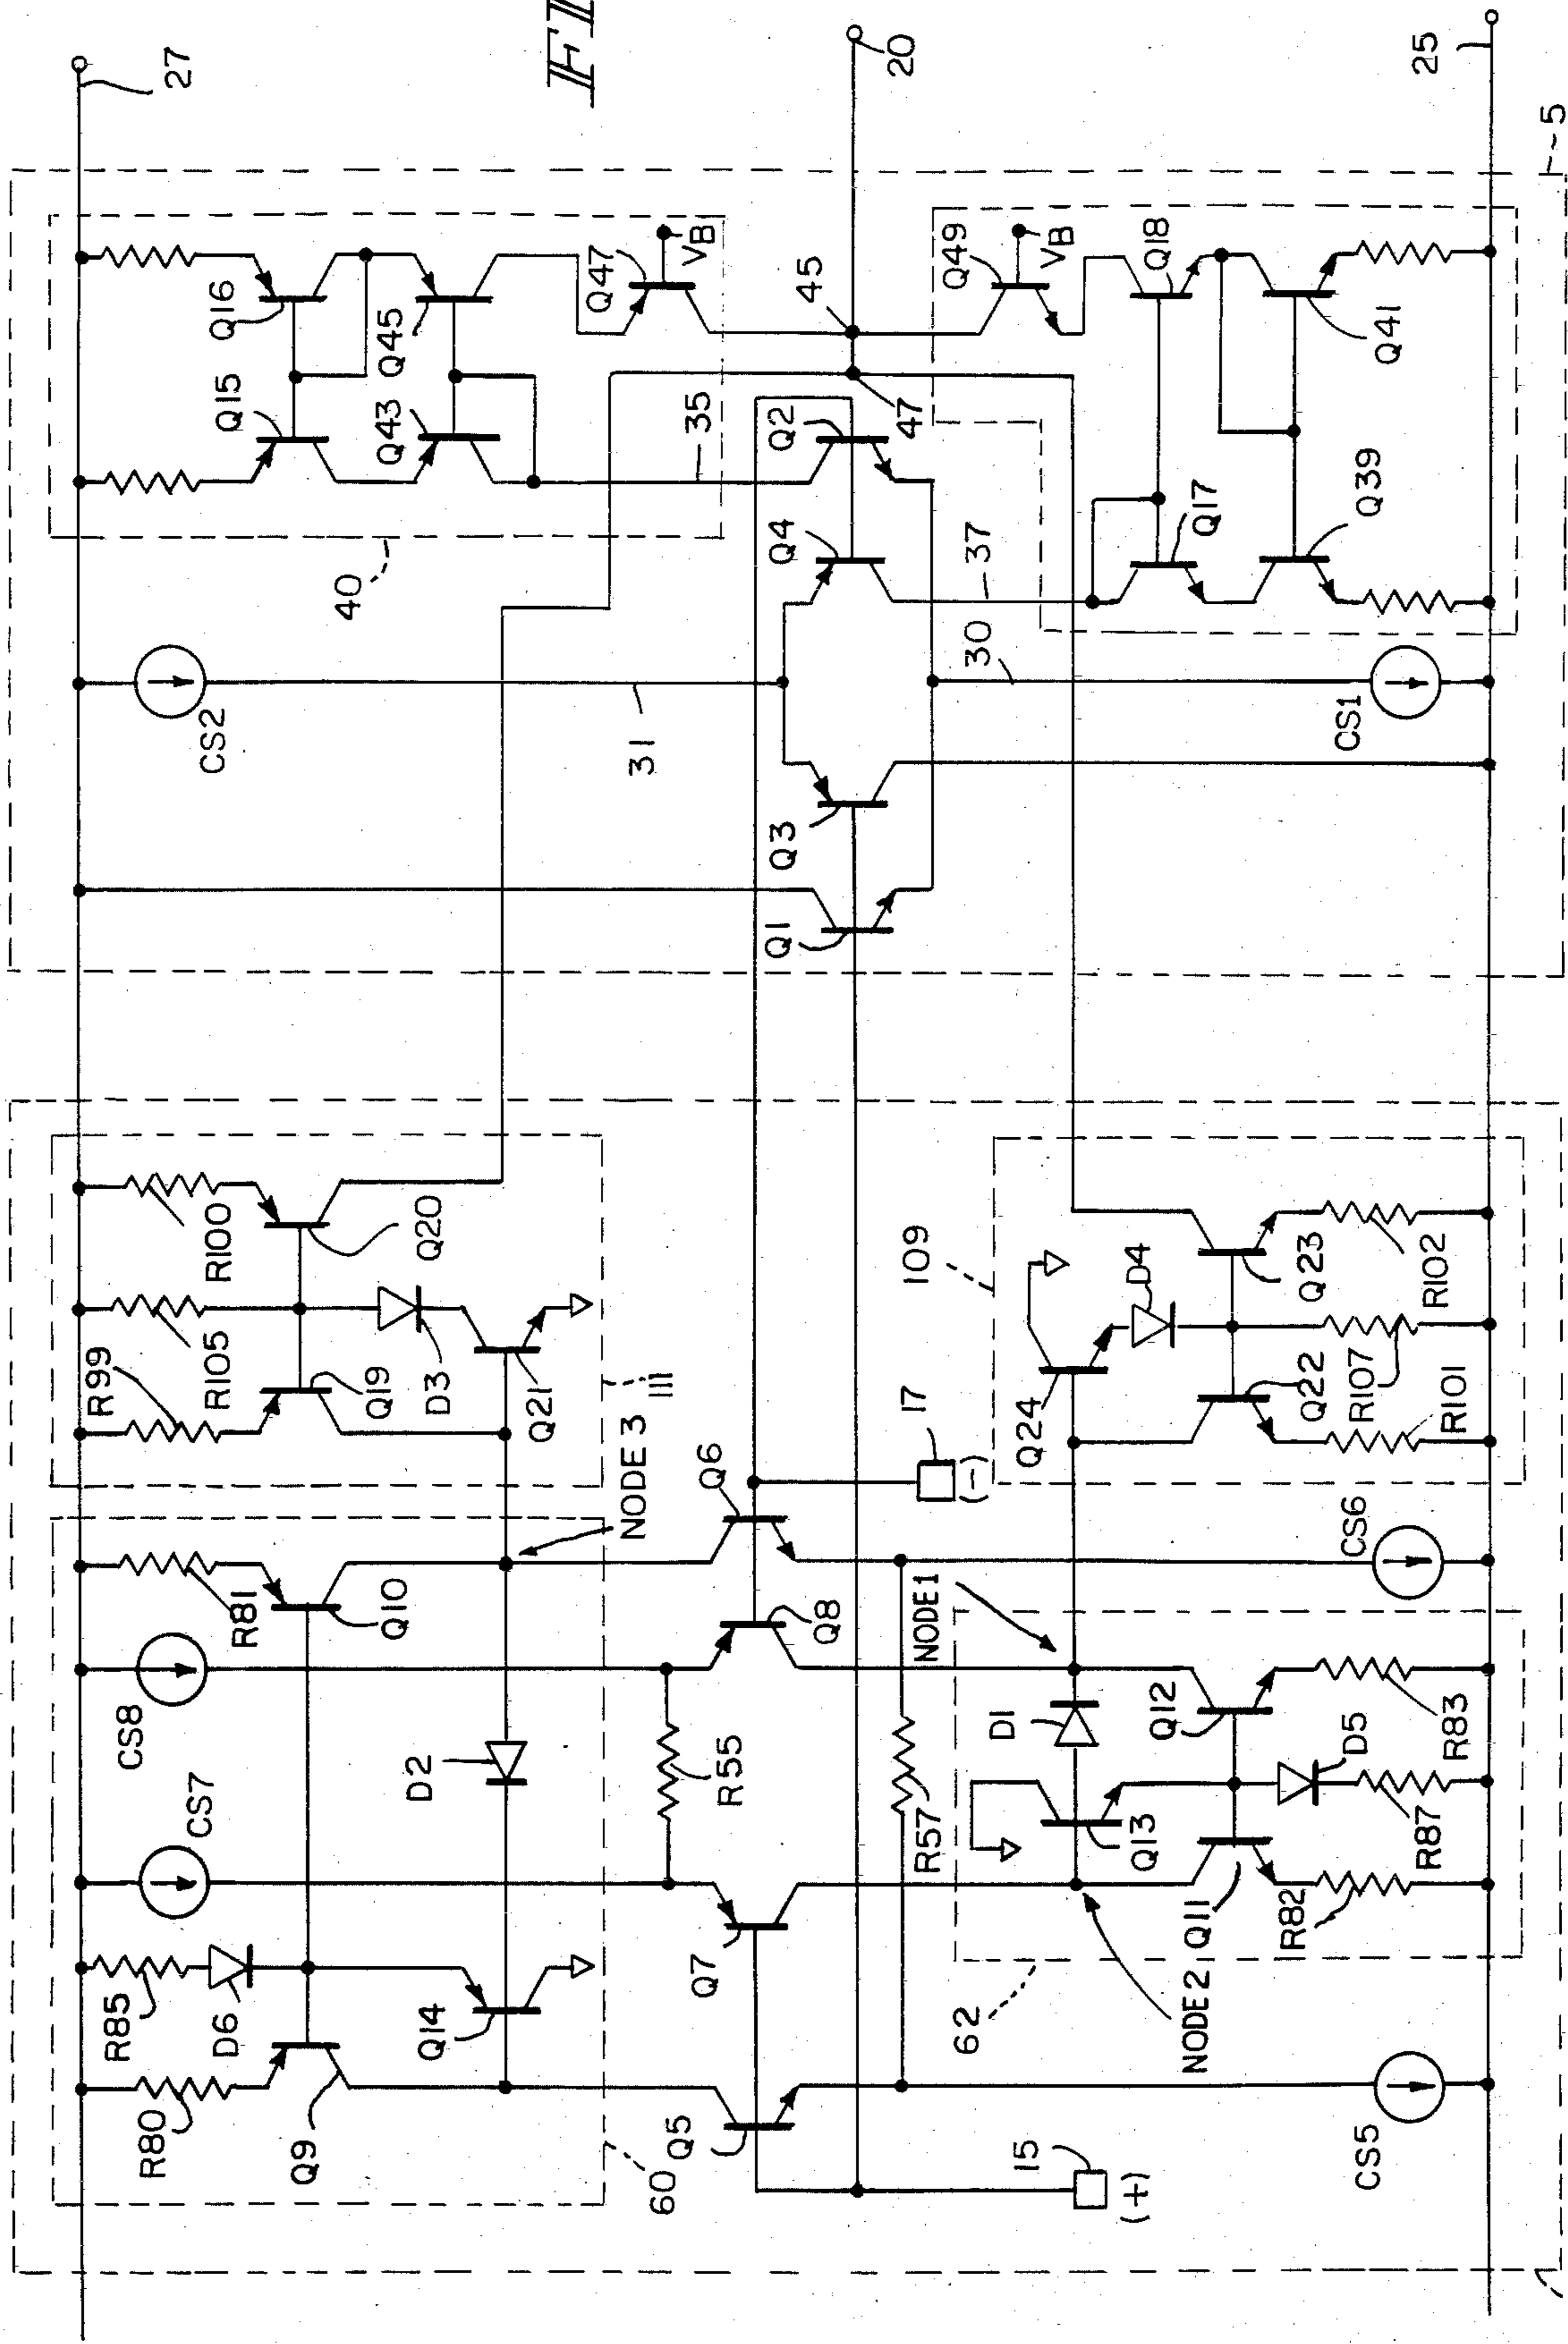 FI
27
20
25
5
Q16
Q15
Q45
Q43
Q47
VB
45
47
35
Q49
VB
Q18
Q41
Q2
Q4
Q17
Q39
37
40
CS2
31
30
CS1
Q3
Q1
R100
Q20
R105
R99
Q19
D3
Q21
111
109
D4
Q24
Q23
R102
Q22
R107
R101
NODE 3
Q6
17
(-)
CS6
R81
Q10
Q8
NODE1
CS8
D2
R55
D1
Q12
D5
R83
CS7
R57
Q13
Q11
R82
R87
R85
D6
Q14
Q7
62
NODE2
R80
Q9
60
Q5
15
(+)
CS5